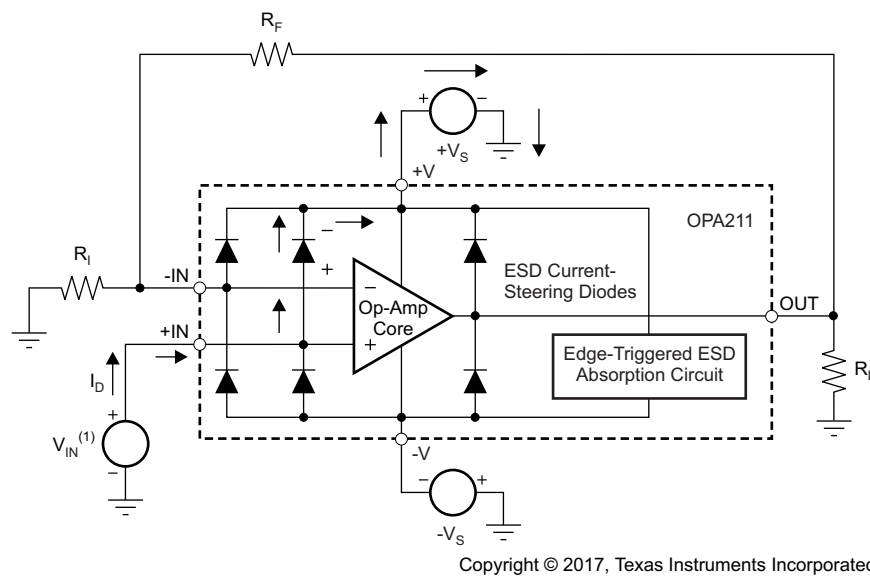 R_F
+ −
+V_S
+V
OPA211
−
+
R_I
-IN
−
Op-Amp
Core
+
ESD Current-
Steering Diodes
OUT
+IN
Edge-Triggered ESD
Absorption Circuit
I_D
R_L
+
V_IN^(1)
−
-V
− +
-V_S
Copyright © 2017, Texas Instruments Incorporated